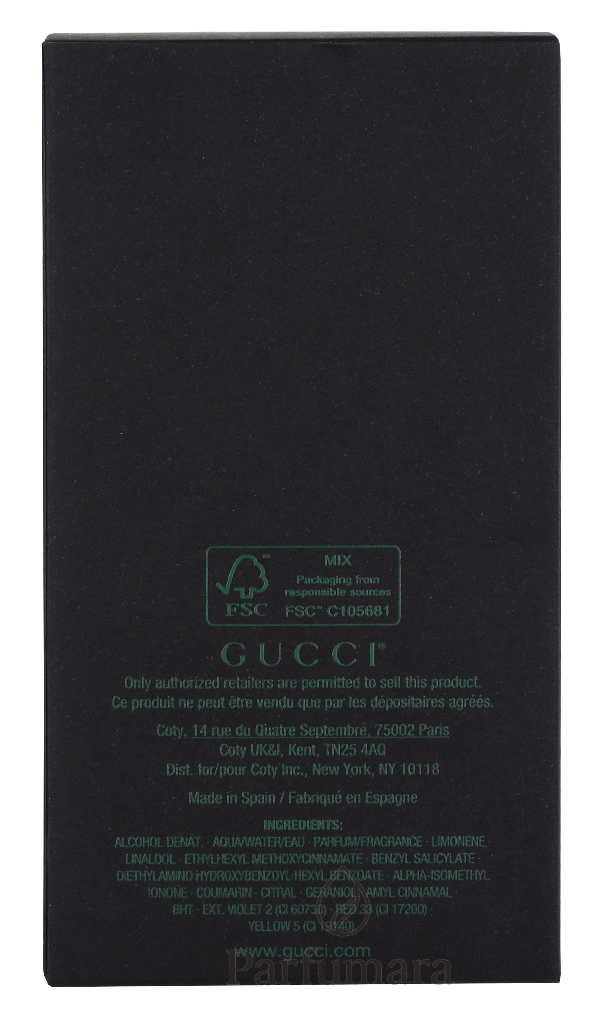 MIX
Packaging from
responsible sources
FSC™ C105681
FSC™
GUCCI®
Only authorized retailers are permitted to sell this product.
Ce produit ne peut être vendu que par les dépositaires agréés.
Coty, 14 rue du Quatre Septembre, 75002 Paris
Coty UK&I, Kent, TN25 4AQ
Dist. for/pour Coty Inc., New York, NY 10118
Made in Spain / Fabriqué en Espagne
INGREDIENTS:
ALCOHOL DENAT. · AQUA/WATER/EAU · PARFUM/FRAGRANCE · LIMONENE ·
LINALOOL · ETHYLHEXYL METHOXYCINNAMATE · BENZYL SALICYLATE ·
DIETHYLAMINO HYDROXYBENZOYL HEXYL BENZOATE · ALPHA-ISOMETHYL
IONONE · COUMARIN · CITRAL · GERANIOL · AMYL CINNAMAL ·
BHT · EXT. VIOLET 2 (CI 60730) · RED 33 (CI 17200) ·
YELLOW 5 (CI 19140).
www.gucci.com
Parfumara